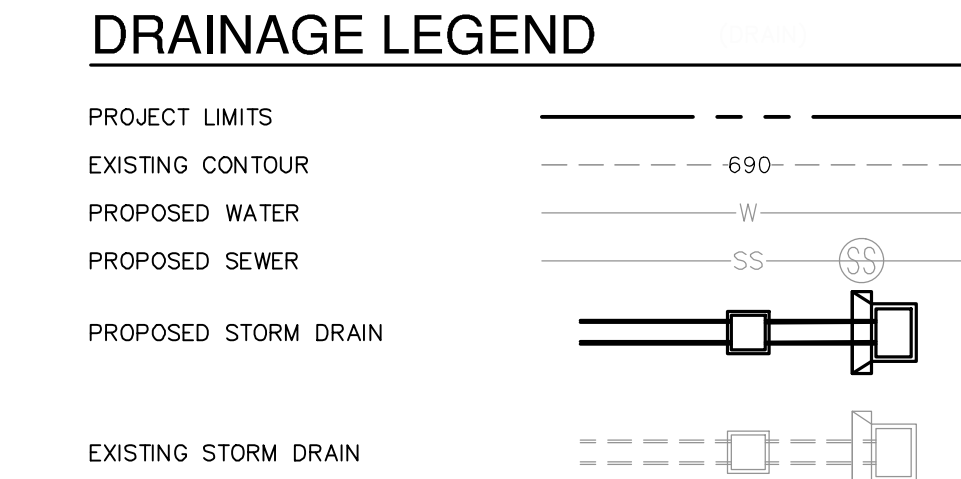 DRAINAGE LEGEND (DRAIN)
PROJECT LIMITS
EXISTING CONTOUR 690
PROPOSED WATER W
PROPOSED SEWER SS SS
PROPOSED STORM DRAIN
EXISTING STORM DRAIN